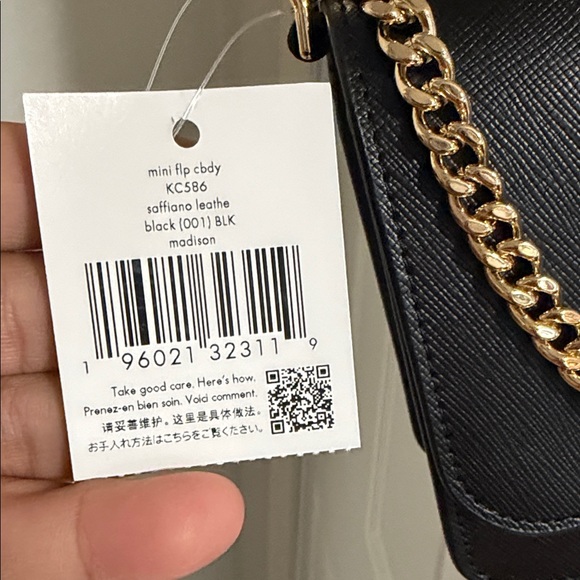 mini flp cbdy
KC586
saffiano leathe
black (001) BLK
madison
1 96021 32311 9
Take good care. Here's how.
Prenez-en bien soin. Voici comment.
请妥善维护。这里是具体做法。
お手入れ方法はこちらをご覧ください。